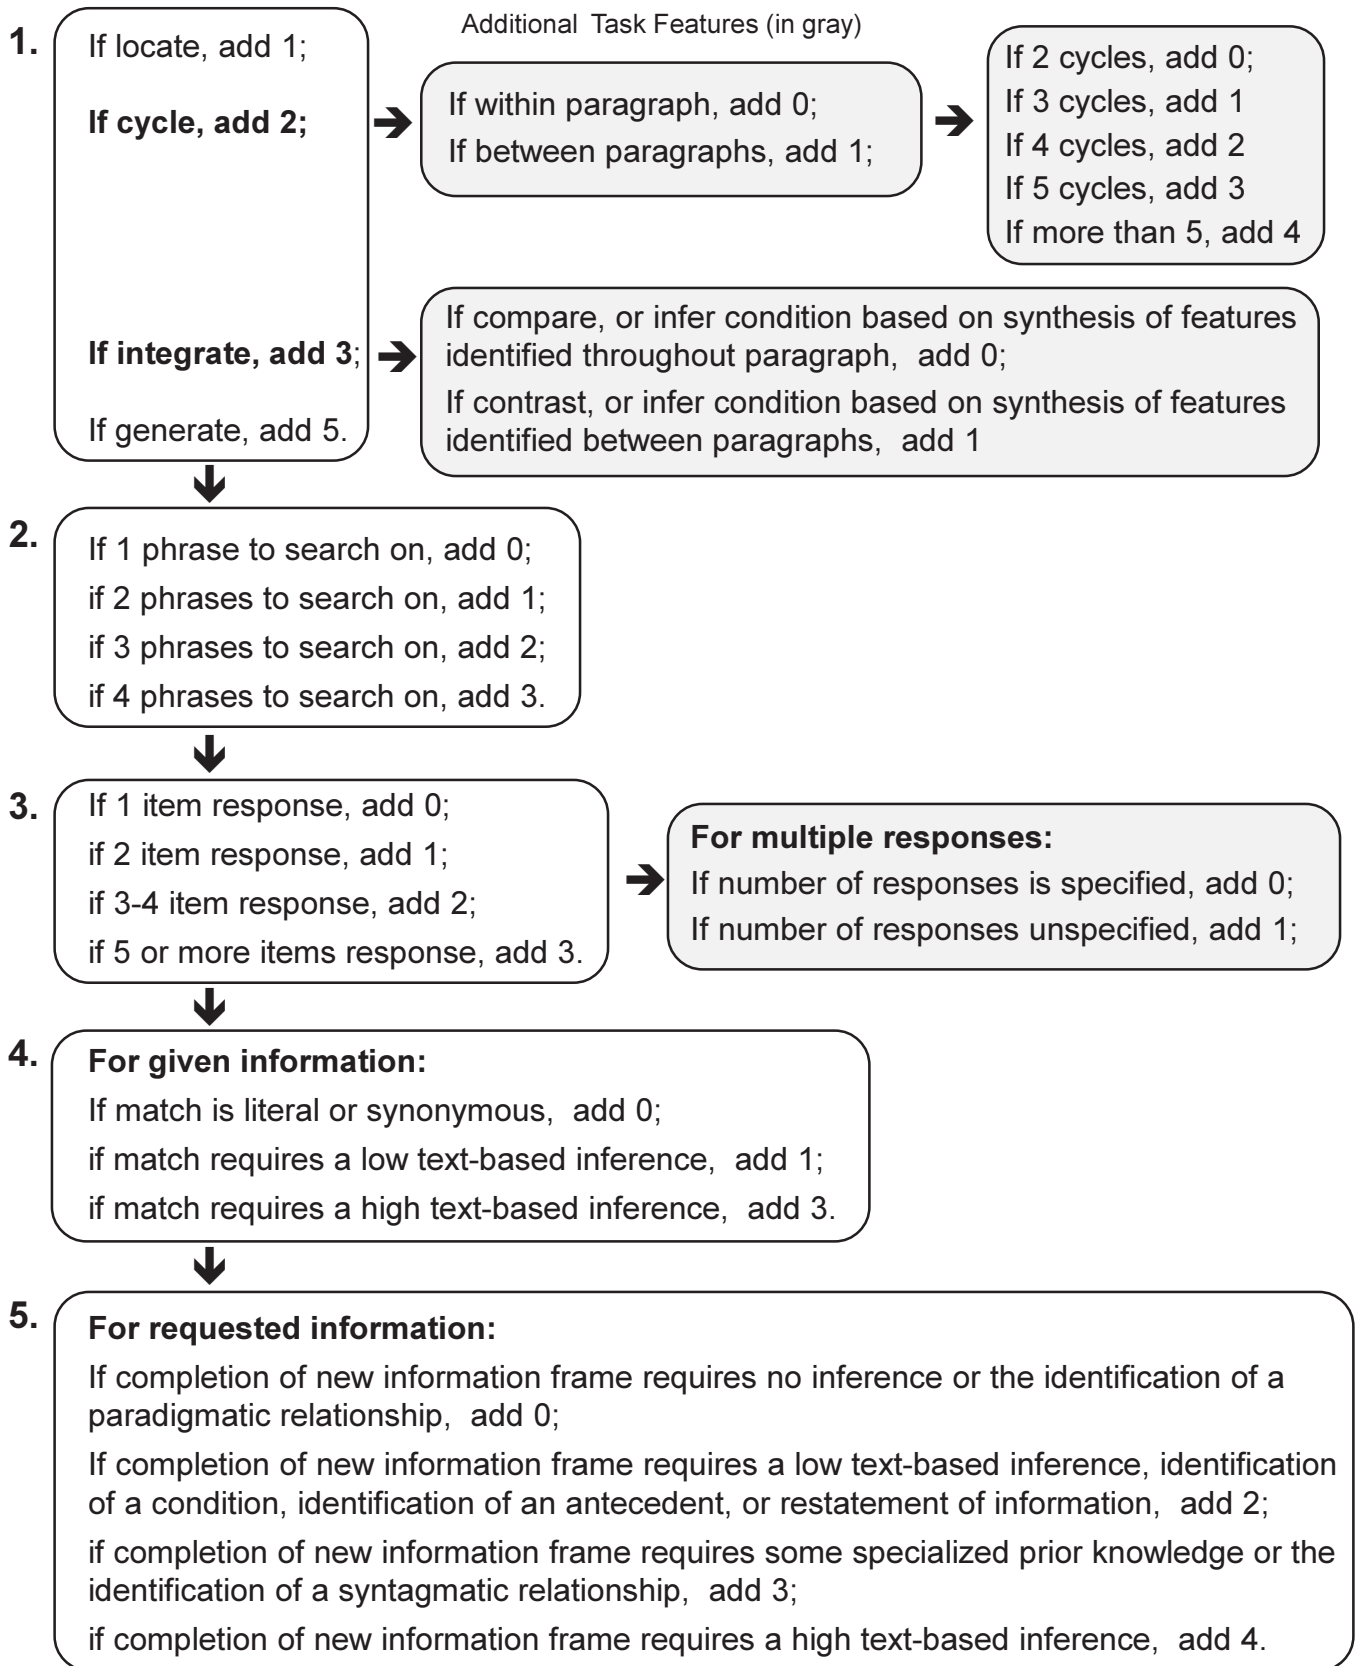 Additional Task Features (in gray)
1.
If locate, add 1;
If cycle, add 2;
If within paragraph, add 0;
If between paragraphs, add 1;
If 2 cycles, add 0;
If 3 cycles, add 1
If 4 cycles, add 2
If 5 cycles, add 3
If more than 5, add 4
If integrate, add 3;
If compare, or infer condition based on synthesis of features
identified throughout paragraph, add 0;
If contrast, or infer condition based on synthesis of features
identified between paragraphs, add 1
If generate, add 5.
2.
If 1 phrase to search on, add 0;
if 2 phrases to search on, add 1;
if 3 phrases to search on, add 2;
if 4 phrases to search on, add 3.
3.
If 1 item response, add 0;
if 2 item response, add 1;
if 3-4 item response, add 2;
if 5 or more items response, add 3.
For multiple responses:
If number of responses is specified, add 0;
If number of responses unspecified, add 1;
4.
For given information:
If match is literal or synonymous, add 0;
if match requires a low text-based inference, add 1;
if match requires a high text-based inference, add 3.
5.
For requested information:
If completion of new information frame requires no inference or the identification of a
paradigmatic relationship, add 0;
If completion of new information frame requires a low text-based inference, identification
of a condition, identification of an antecedent, or restatement of information, add 2;
if completion of new information frame requires some specialized prior knowledge or the
identification of a syntagmatic relationship, add 3;
if completion of new information frame requires a high text-based inference, add 4.